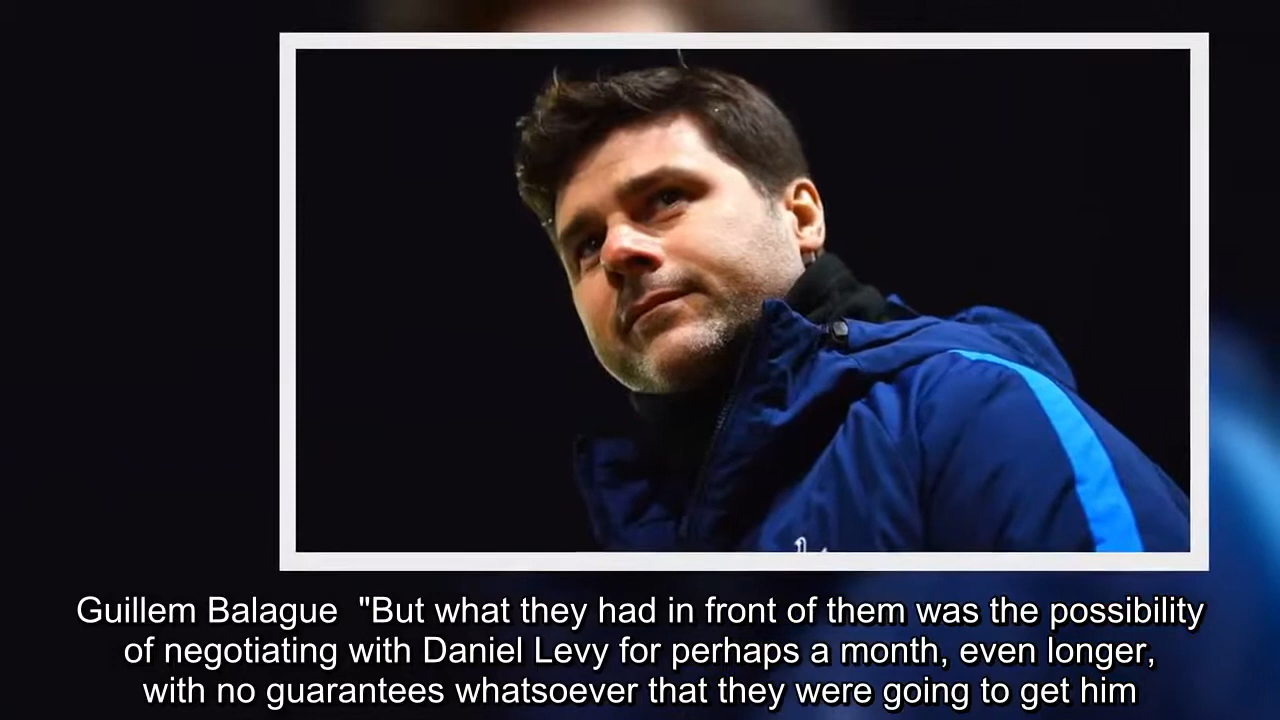 Guillem Balague  "But what they had in front of them was the possibility
of negotiating with Daniel Levy for perhaps a month, even longer,
with no guarantees whatsoever that they were going to get him